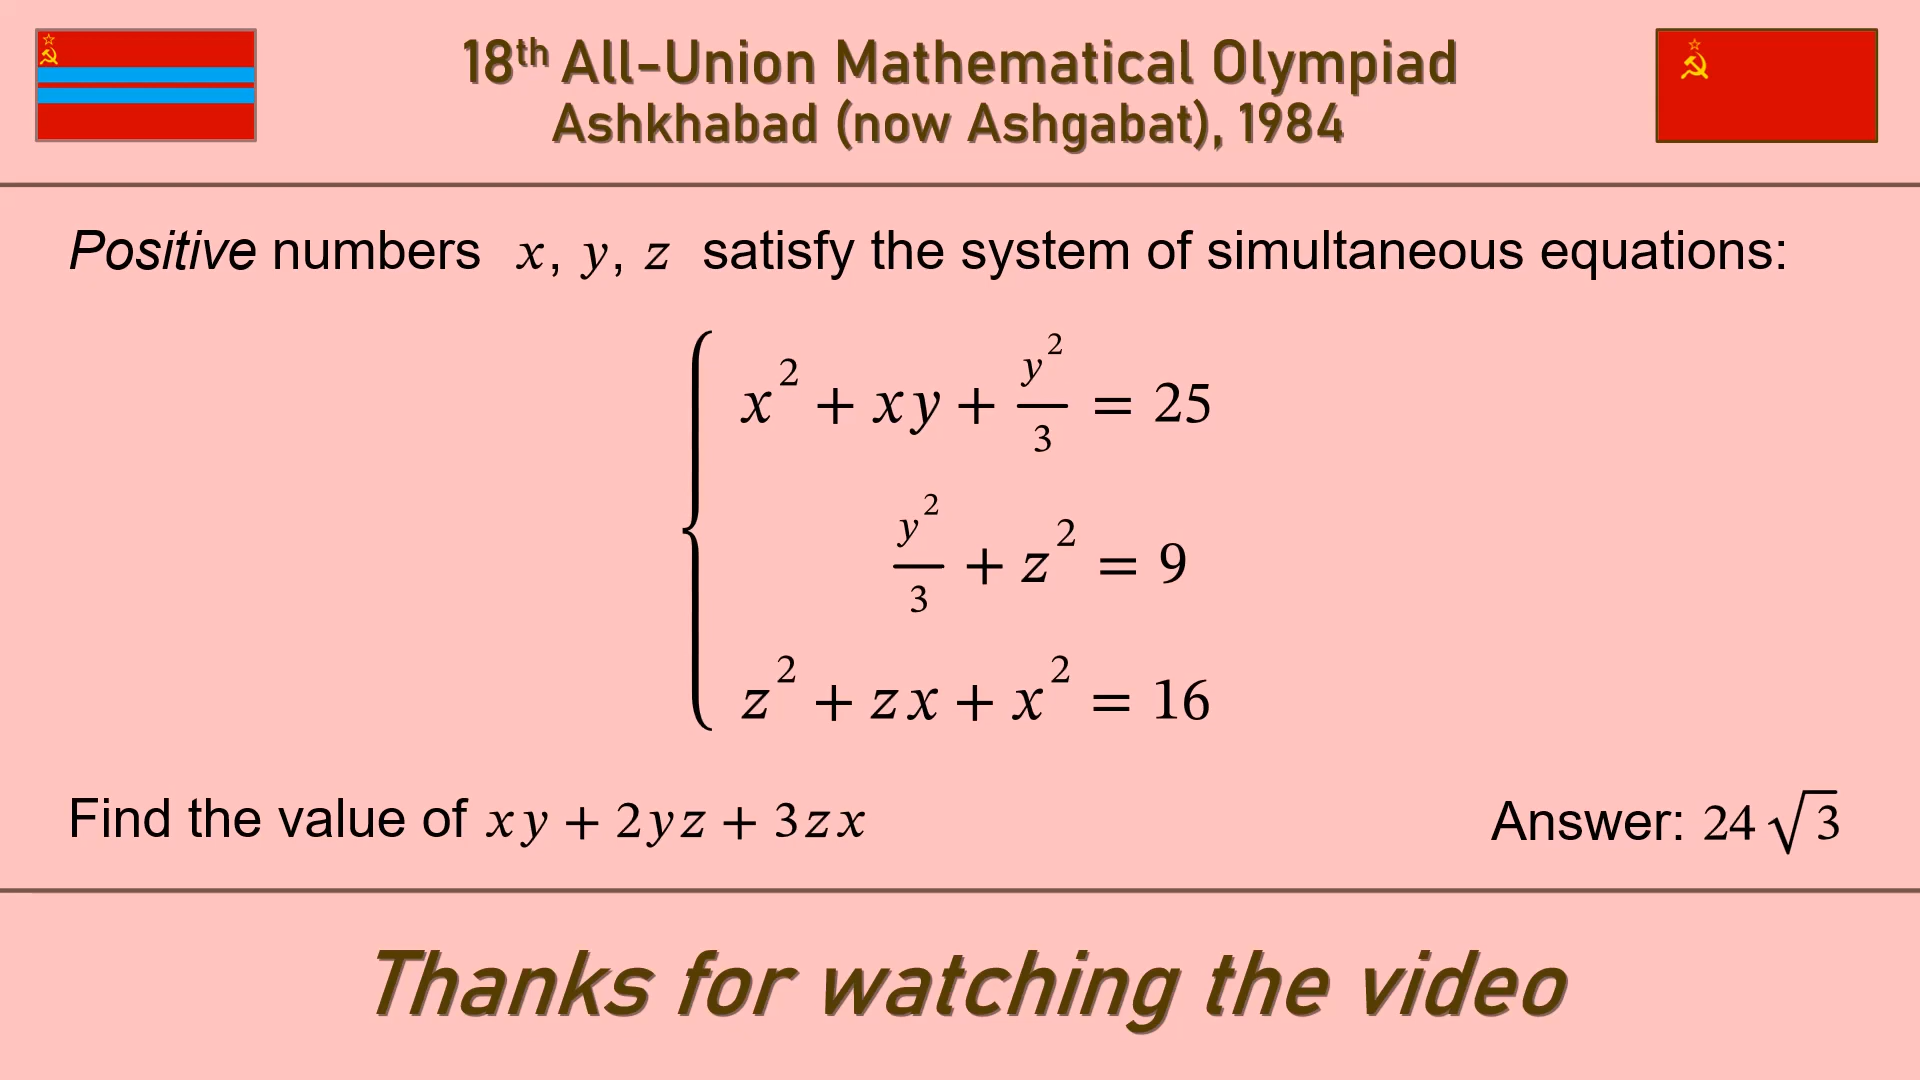 18th All-Union Mathematical Olympiad
Ashkhabad (now Ashgabat), 1984
Positive numbers x, y, z satisfy the system of simultaneous equations:
x² + xy + y²/3 = 25
y²/3 + z² = 9
z² + zx + x² = 16
Find the value of xy + 2yz + 3zx
Answer: 24√3
Thanks for watching the video